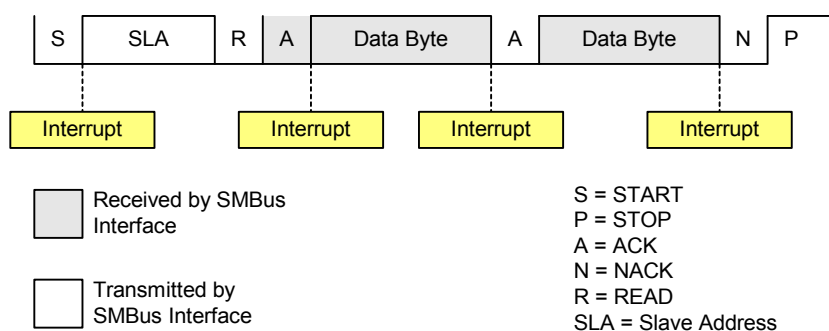 S SLA R A Data Byte A Data Byte N P
Interrupt Interrupt Interrupt Interrupt
Received by SMBus
Interface
Transmitted by
SMBus Interface
S = START
P = STOP
A = ACK
N = NACK
R = READ
SLA = Slave Address